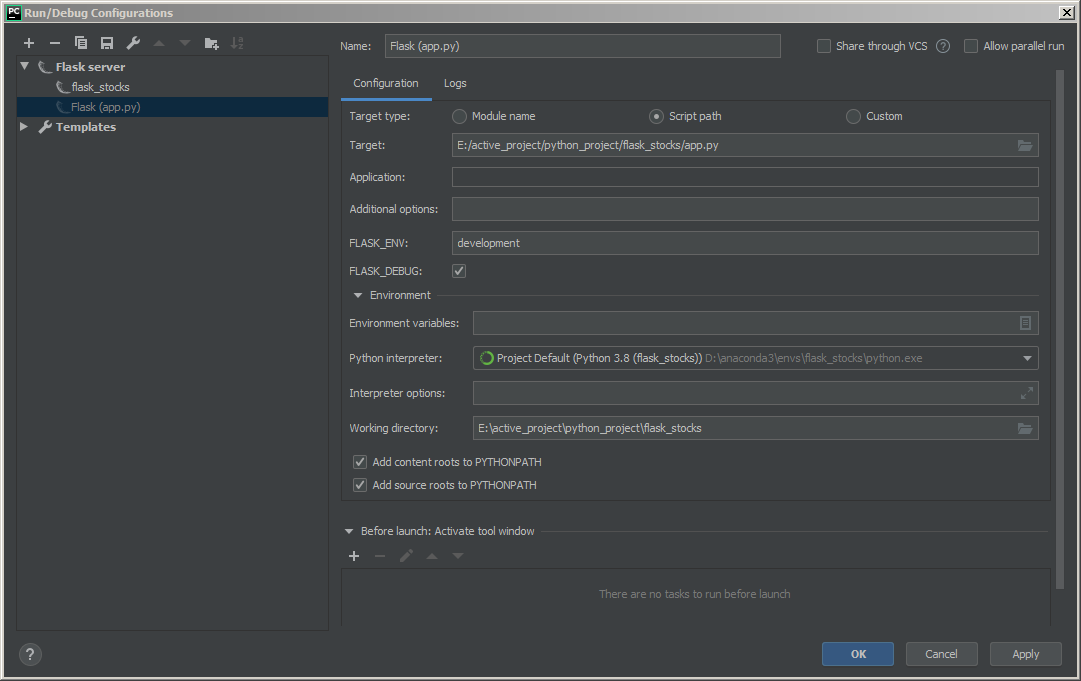 PC Run/Debug Configurations
Name: Flask (app.py) Share through VCS ? Allow parallel run
Flask server
flask_stocks
Flask (app.py)
Templates
Configuration Logs
Target type: Module name Script path Custom
Target: E:/active_project/python_project/flask_stocks/app.py
Application:
Additional options:
FLASK_ENV: development
FLASK_DEBUG:
Environment
Environment variables:
Python interpreter: Project Default (Python 3.8 (flask_stocks)) D:\anaconda3\envs\flask_stocks\python.exe
Interpreter options:
Working directory: E:\active_project\python_project\flask_stocks
Add content roots to PYTHONPATH
Add source roots to PYTHONPATH
Before launch: Activate tool window
There are no tasks to run before launch
? OK Cancel Apply